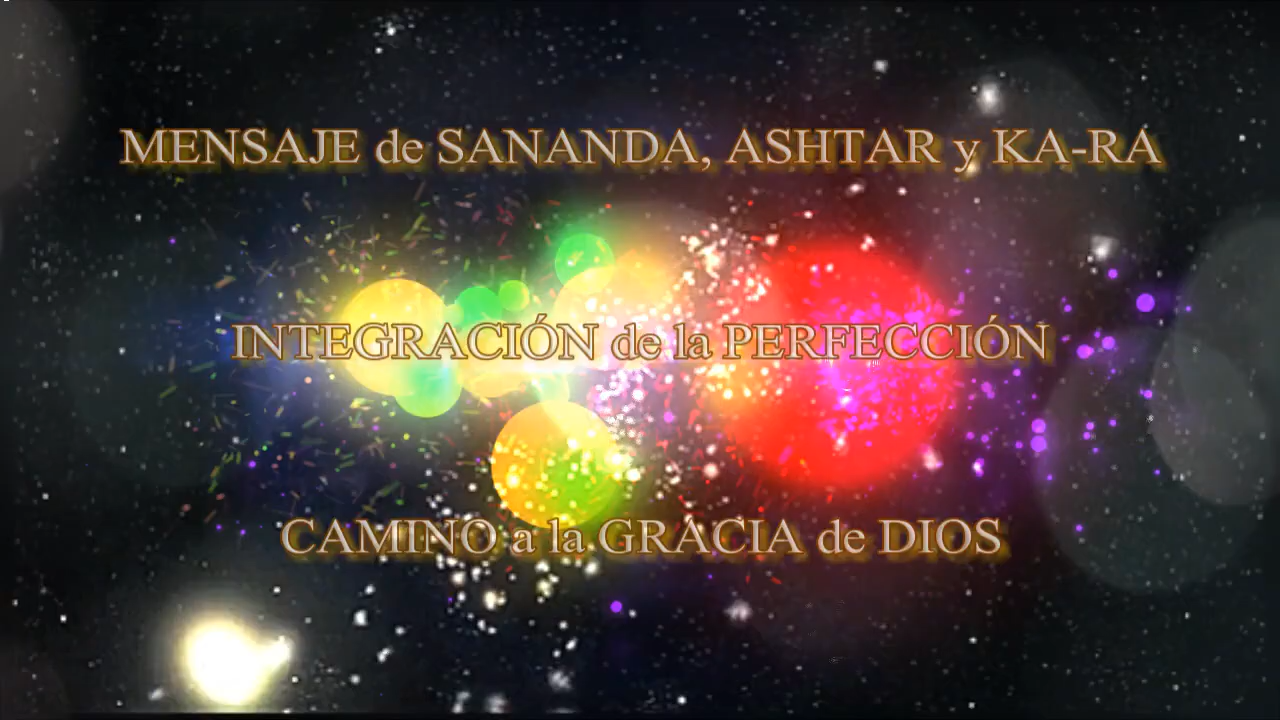 MENSAJE de SANANDA, ASHTAR y KA-RA
INTEGRACIÓN de la PERFECCIÓN
CAMINO a la GRACIA de DIOS